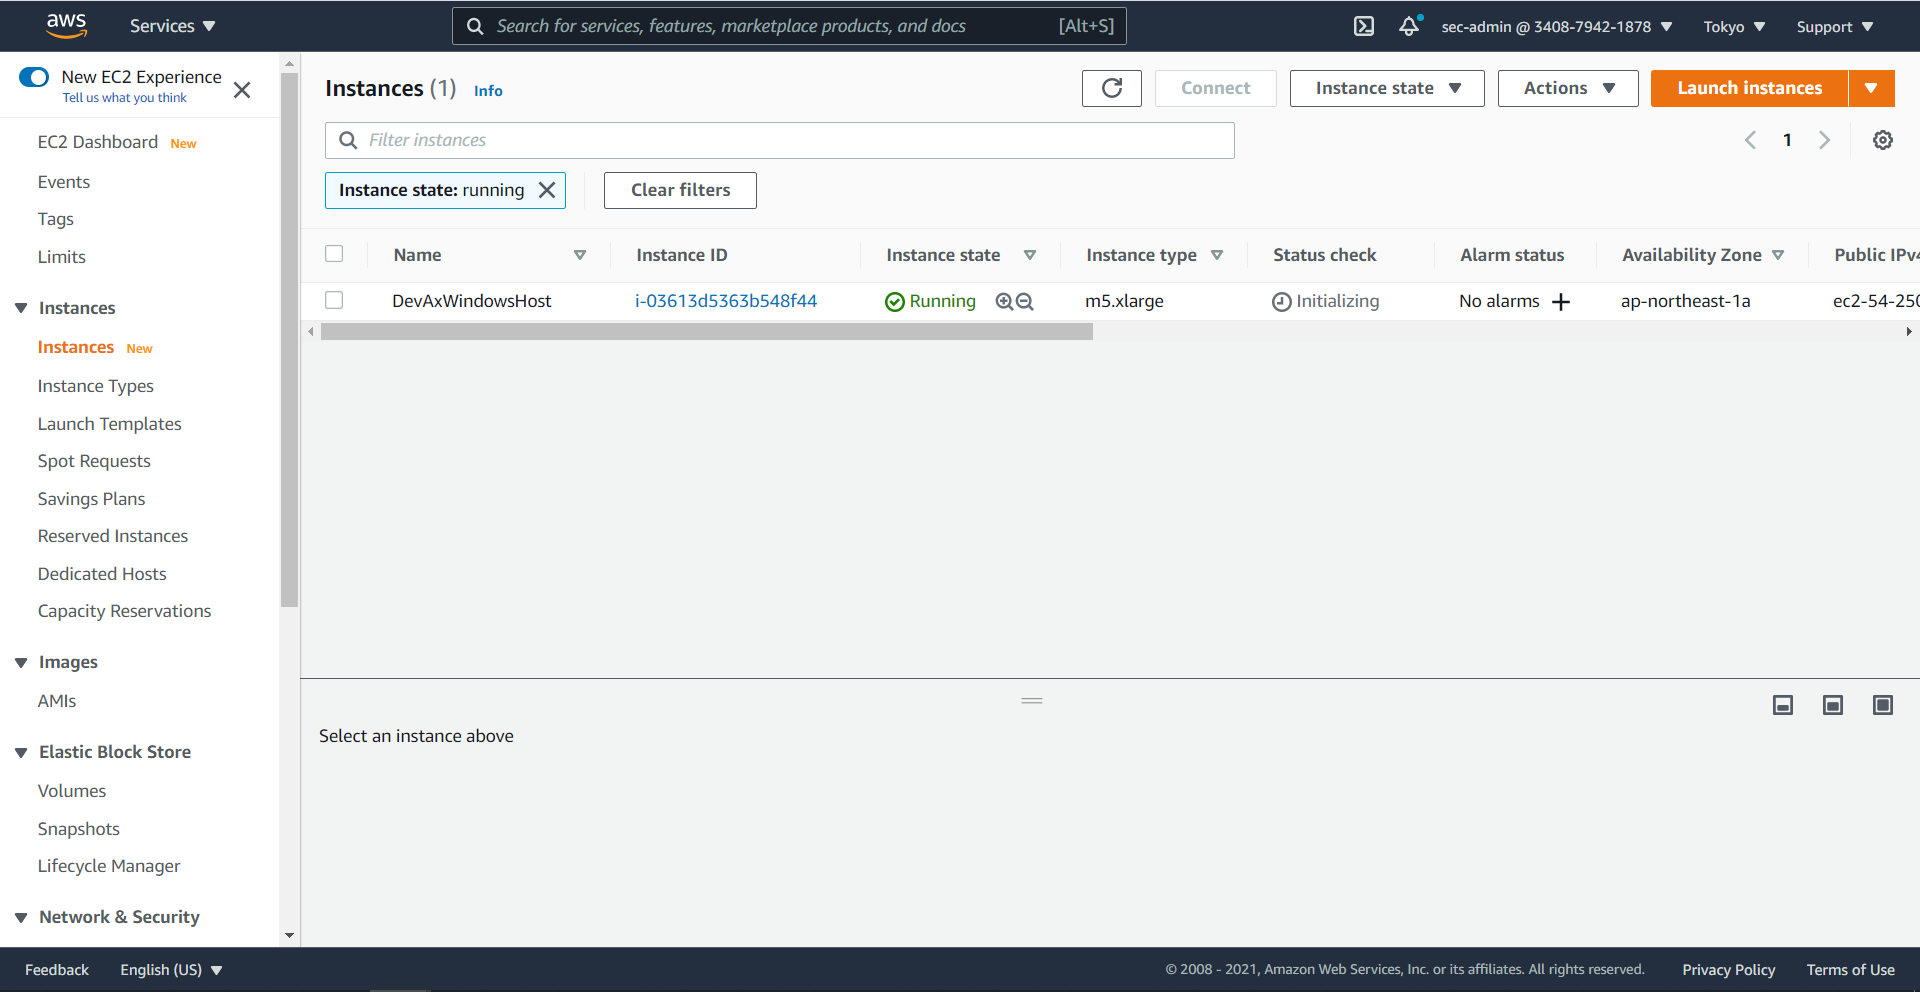 aws
Services
Search for services, features, marketplace products, and docs [Alt+S]
sec-admin @ 3408-7942-1878
Tokyo
Support
New EC2 Experience
Tell us what you think
EC2 Dashboard New
Events
Tags
Limits
Instances
Instances New
Instance Types
Launch Templates
Spot Requests
Savings Plans
Reserved Instances
Dedicated Hosts
Capacity Reservations
Images
AMIs
Elastic Block Store
Volumes
Snapshots
Lifecycle Manager
Network & Security
Instances (1) Info
Connect
Instance state
Actions
Launch instances
Filter instances
1
Instance state: running
Clear filters
Name Instance ID Instance state Instance type Status check Alarm status Availability Zone Public IPv4
DevAxWindowsHost i-03613d5363b548f44 Running m5.xlarge Initializing No alarms ap-northeast-1a ec2-54-250
Select an instance above
Feedback English (US) © 2008 - 2021, Amazon Web Services, Inc. or its affiliates. All rights reserved. Privacy Policy Terms of Use